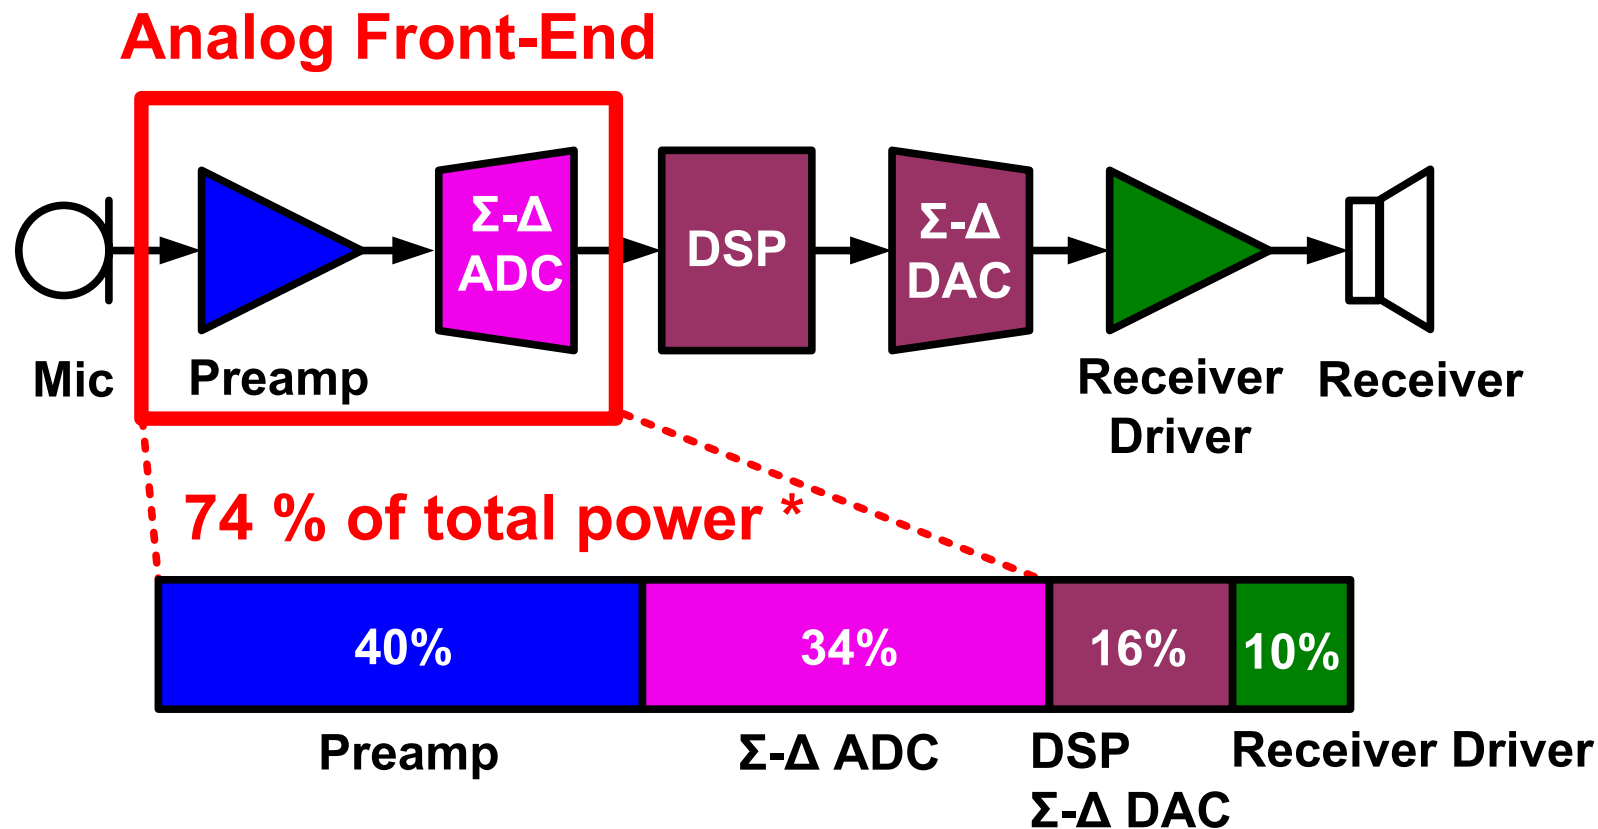 Analog Front-End
Σ-Δ
ADC
DSP
Σ-Δ
DAC
Mic
Preamp
Receiver
Driver
Receiver
74 % of total power *
40%
34%
16%
10%
Preamp
Σ-Δ ADC
DSP
Σ-Δ DAC
Receiver Driver